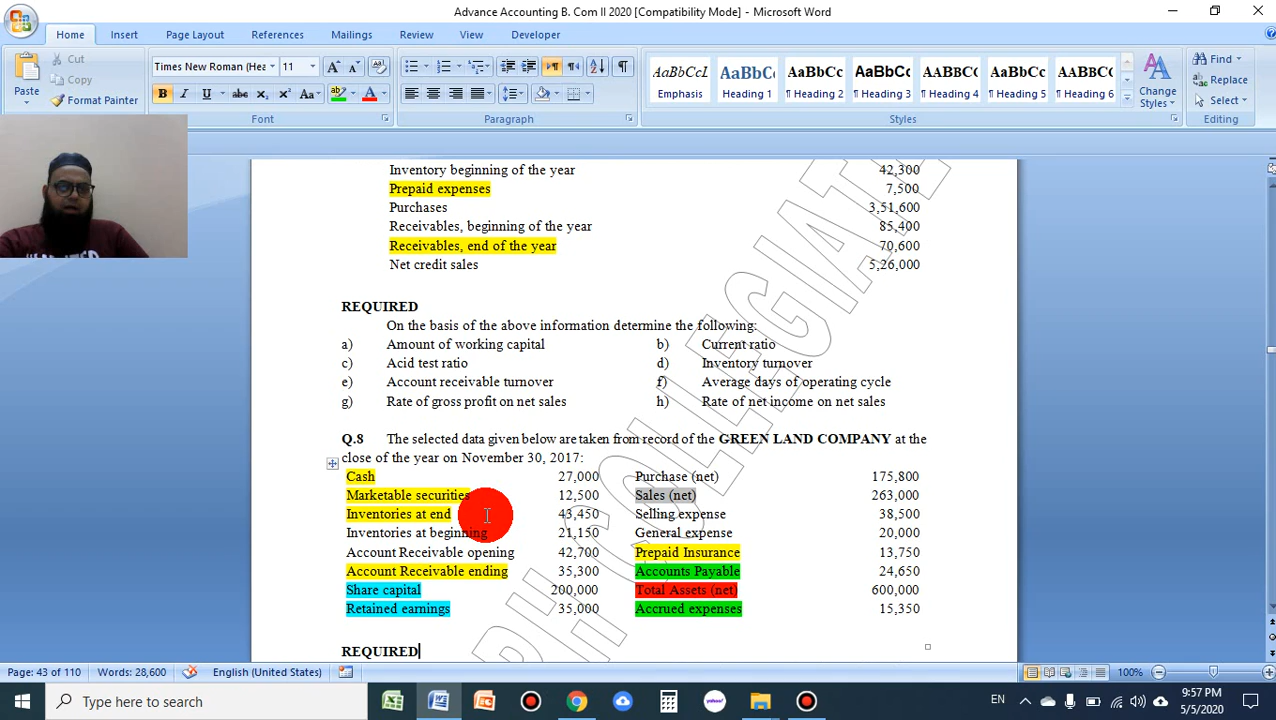 Advance Accounting B. Com II 2020 [Compatibility Mode] - Microsoft Word
Home Insert Page Layout References Mailings Review View Developer
Paste
Cut
Copy
Format Painter
Clipboard
Times New Roman (Hea 11
B I U abc X₂ X² Aa
Font
Paragraph
AaBbCcI AaBbCc AaBbCc AaBbCc AaBbCc AaBbCc AABBCC
Emphasis Heading 1 ¶ Heading 2 ¶ Heading 3 ¶ Heading 4 ¶ Heading 5 ¶ Heading 6
Change Styles
Styles
Find
Replace
Select
Editing
Inventory beginning of the year 42,300
Prepaid expenses 7,500
Purchases 3,51,600
Receivables, beginning of the year 85,400
Receivables, end of the year 70,600
Net credit sales 5,26,000
REQUIRED
On the basis of the above information determine the following:
a) Amount of working capital b) Current ratio
c) Acid test ratio d) Inventory turnover
e) Account receivable turnover f) Average days of operating cycle
g) Rate of gross profit on net sales h) Rate of net income on net sales
Q.8 The selected data given below are taken from record of the GREEN LAND COMPANY at the
close of the year on November 30, 2017:
Cash 27,000 Purchase (net) 175,800
Marketable securities 12,500 Sales (net) 263,000
Inventories at end 43,450 Selling expense 38,500
Inventories at beginning 21,150 General expense 20,000
Account Receivable opening 42,700 Prepaid Insurance 13,750
Account Receivable ending 35,300 Accounts Payable 24,650
Share capital 200,000 Total Assets (net) 600,000
Retained earnings 35,000 Accrued expenses 15,350
REQUIRED
COLLEGIATE
Page: 43 of 110 Words: 28,600 English (United States) 100%
Type here to search
EN
9:57 PM
5/5/2020